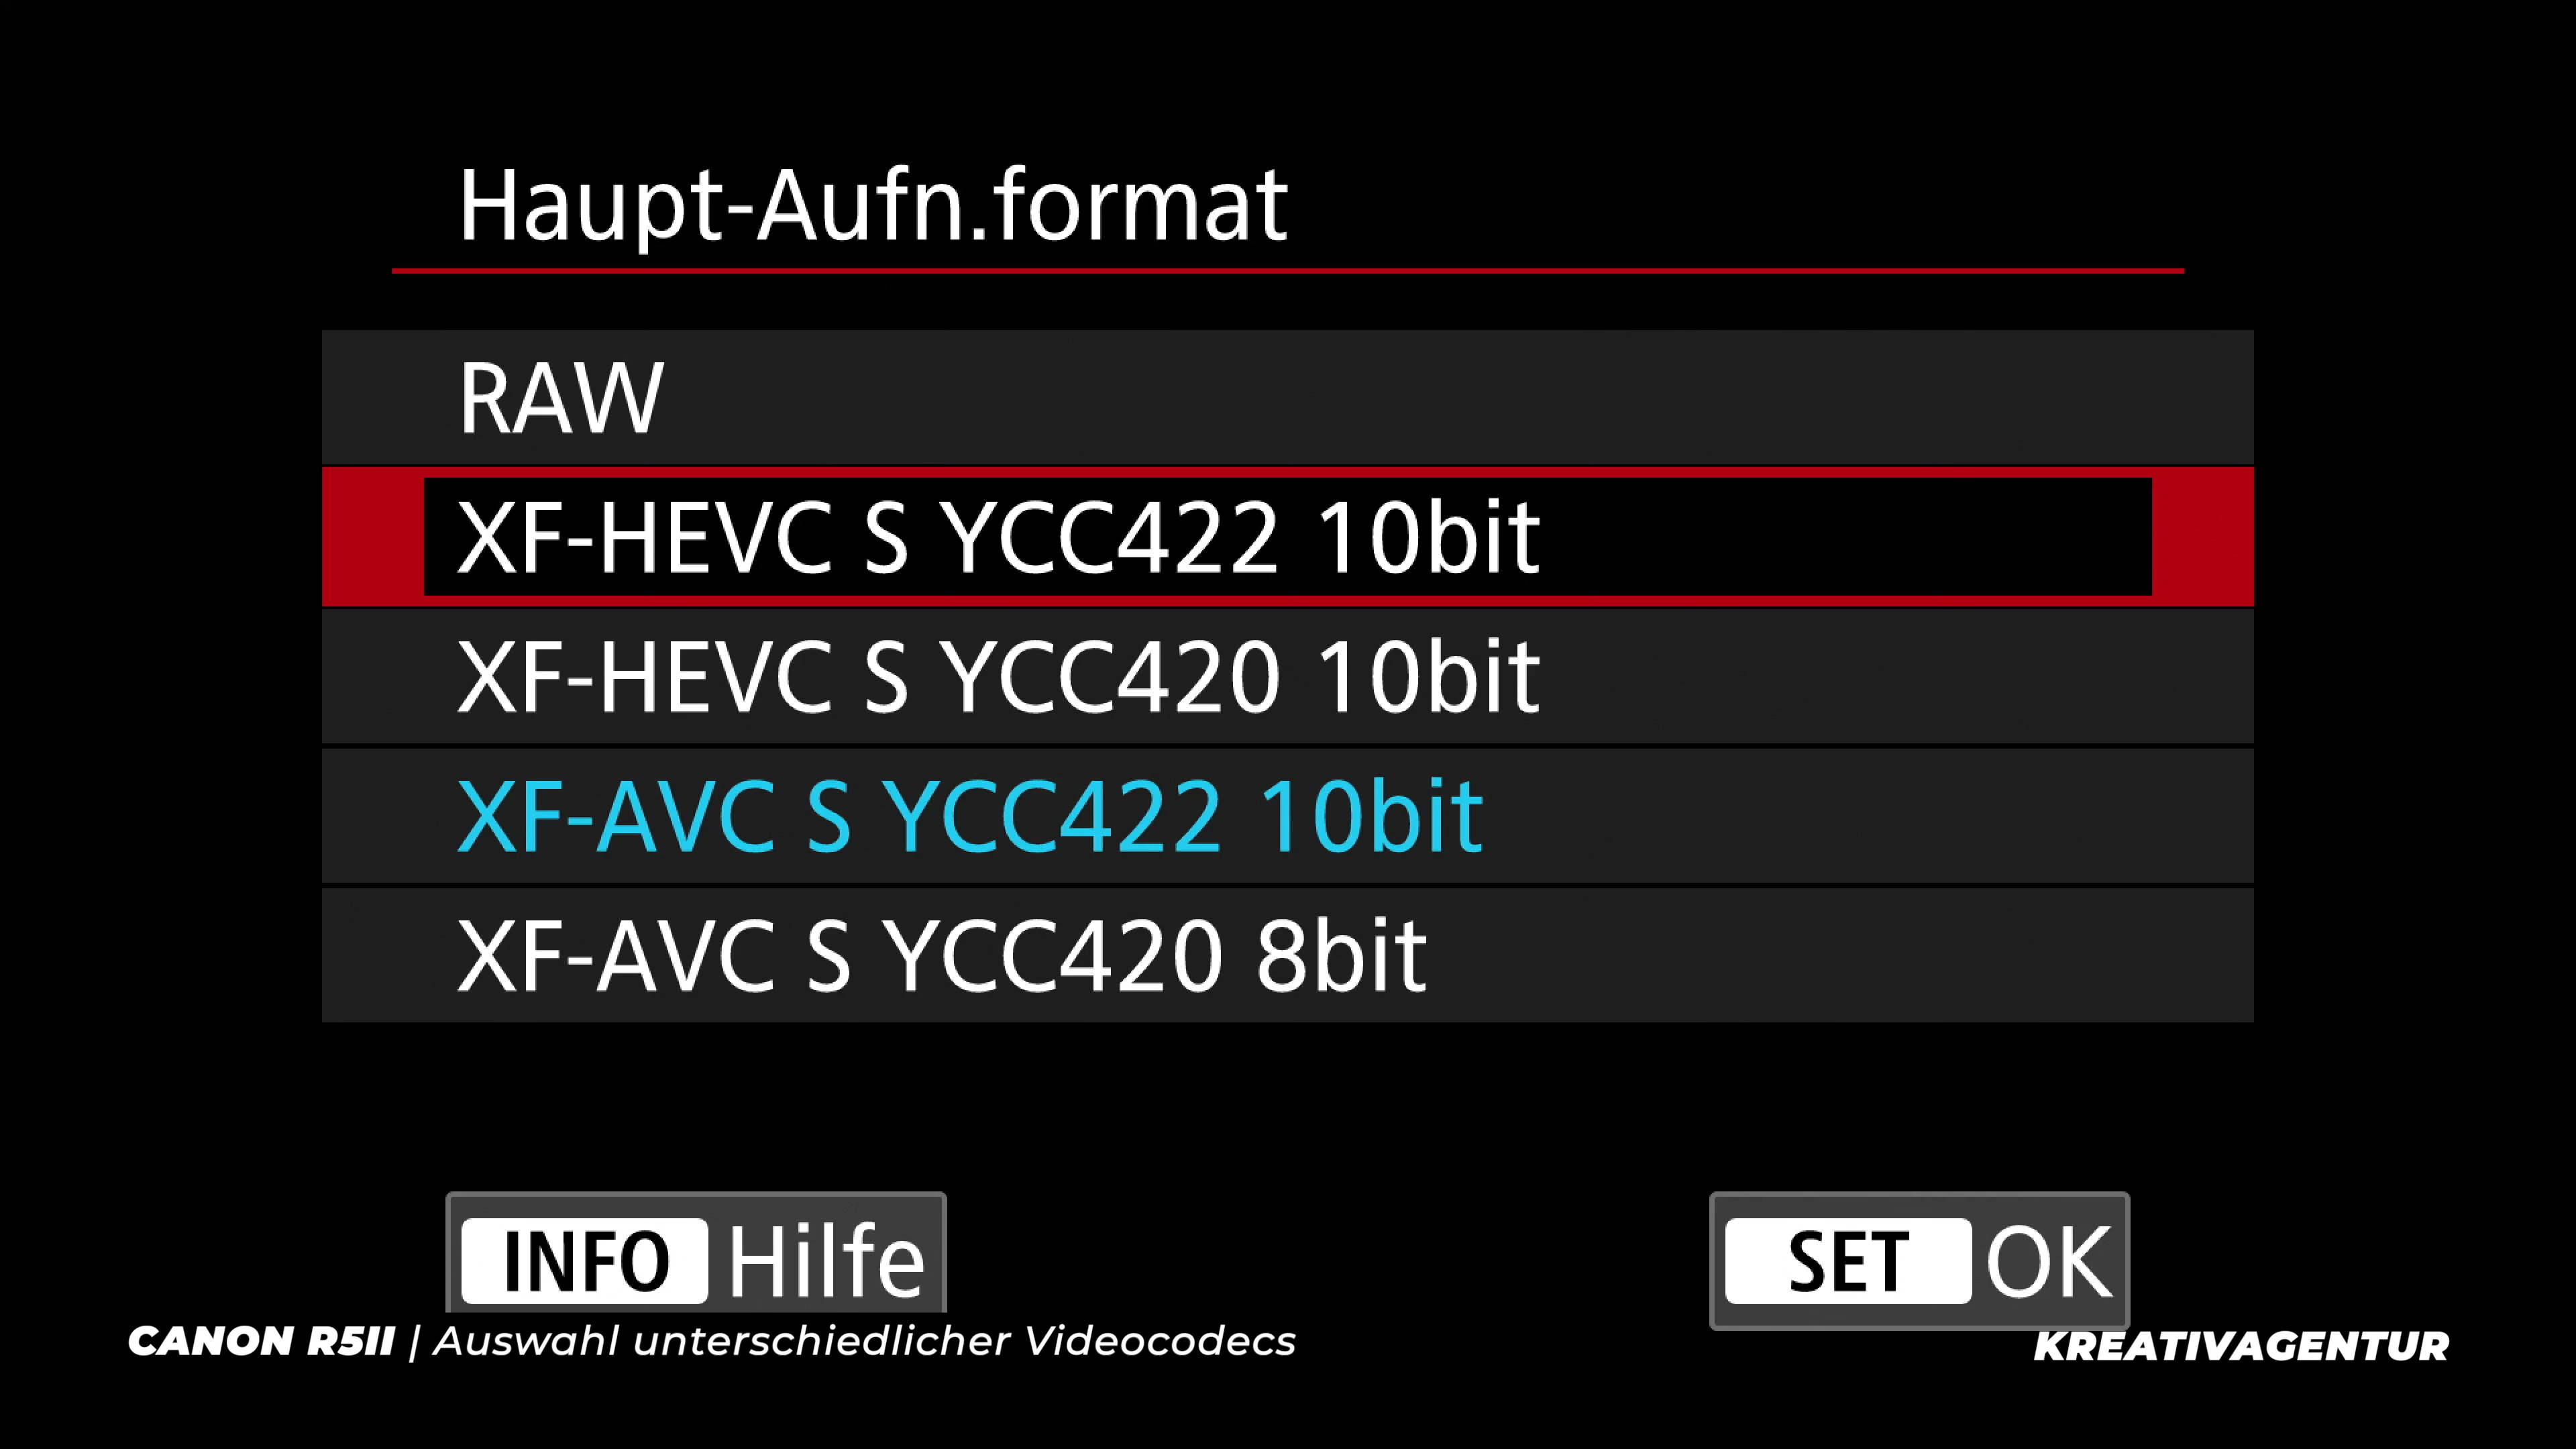 Haupt-Aufn.format
RAW
XF-HEVC S YCC422 10bit
XF-HEVC S YCC420 10bit
XF-AVC S YCC422 10bit
XF-AVC S YCC420 8bit
INFO Hilfe
SET OK
CANON R5II | Auswahl unterschiedlicher Videocodecs
KREATIVAGENTUR